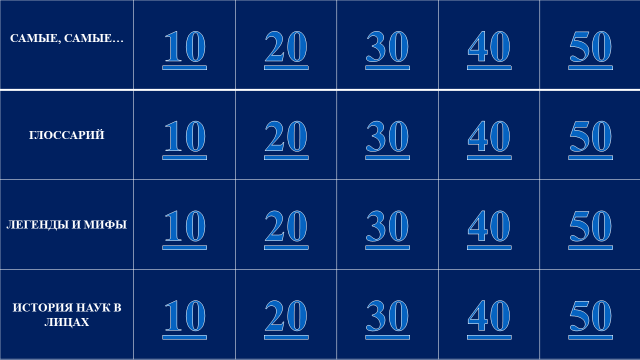 САМЫЕ, САМЫЕ… 10 20 30 40 50
ГЛОССАРИЙ 10 20 30 40 50
ЛЕГЕНДЫ И МИФЫ 10 20 30 40 50
ИСТОРИЯ НАУК В
ЛИЦАХ 10 20 30 40 50